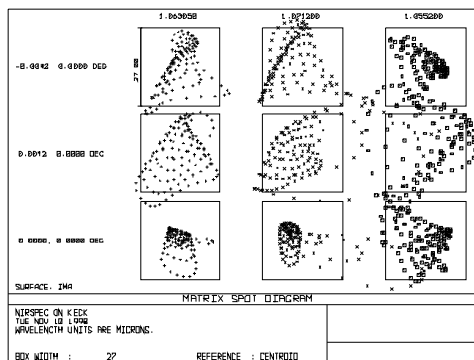 1.063058 1.071200 1.055200
27.00
0.0000 DEG
0.0012 0.0000 DEG
0.0000, 0.0000 DEG
SURFACE: IMA
MATRIX SPOT DIAGRAM
NIRSPEC ON KECK
TUE NOV 10 1998
WAVELENGTH UNITS ARE MICRONS.
BOX WIDTH : 27 REFERENCE : CENTROID